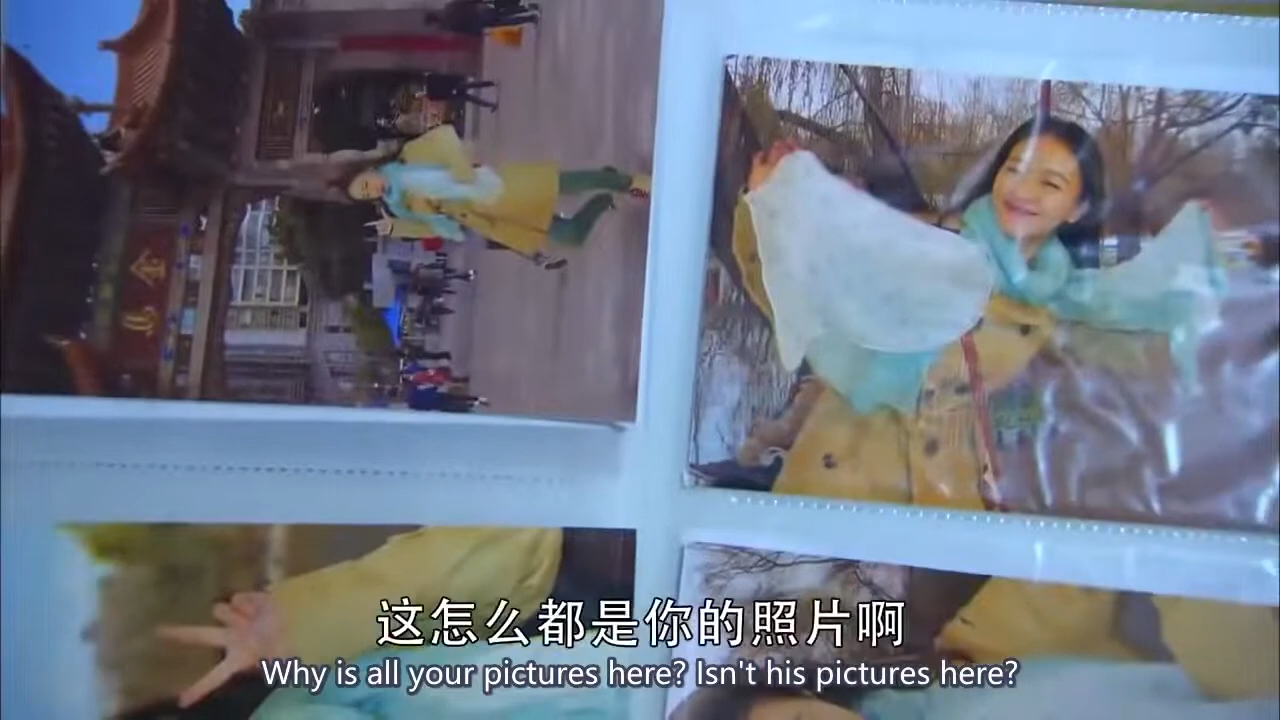 这怎么都是你的照片啊
Why is all your pictures here? Isn't his pictures here?